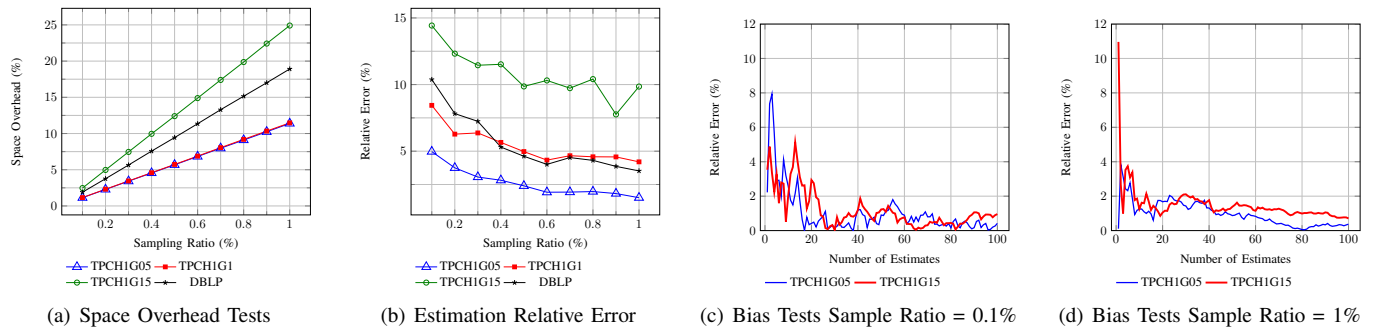 Space Overhead (%)
25
20
15
10
5
0
0.2 0.4 0.6 0.8 1
Sampling Ratio (%)
TPCH1G05 TPCH1G1
TPCH1G15 DBLP
(a) Space Overhead Tests
Relative Error (%)
15
10
5
0.2 0.4 0.6 0.8 1
Sampling Ratio (%)
TPCH1G05 TPCH1G1
TPCH1G15 DBLP
(b) Estimation Relative Error
Relative Error (%)
12
10
8
6
4
2
0
0 20 40 60 80 100
Number of Estimates
TPCH1G05 TPCH1G15
(c) Bias Tests Sample Ratio = 0.1%
Relative Error (%)
12
10
8
6
4
2
0
0 20 40 60 80 100
Number of Estimates
TPCH1G05 TPCH1G15
(d) Bias Tests Sample Ratio = 1%